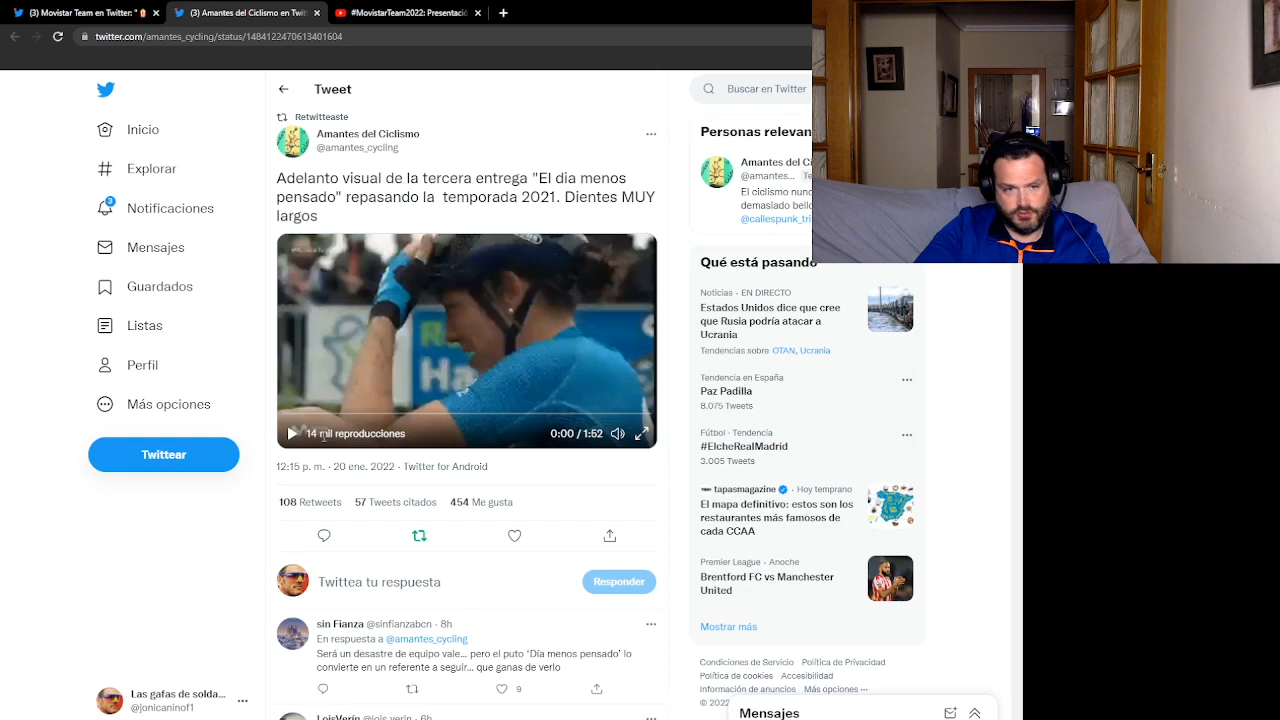 (3) Movistar Team en Twitter: "
(3) Amantes del Ciclismo en Twit
#MovistarTeam2022: Presentació
twitter.com/amantes_cycling/status/1484122470613401604
Tweet
Buscar en Twitter
Inicio
Explorar
3
Notificaciones
Mensajes
Guardados
Listas
Perfil
Más opciones
Twittear
Las gafas de solda...
@jonicaninof1
Retwitteaste
Amantes del Ciclismo
@amantes_cycling
Adelanto visual de la tercera entrega "El dia menos
pensado" repasando la temporada 2021. Dientes MUY
largos
14 mil reproducciones
0:00 / 1:52
12:15 p. m. · 20 ene. 2022 · Twitter for Android
108 Retweets 57 Tweets citados 454 Me gusta
Twittea tu respuesta
Responder
sin Fianza @sinfianzabcn · 8h
En respuesta a @amantes_cycling
Será un desastre de equipo vale... pero el puto 'Día menos pensado' lo
convierte en un referente a seguir... que ganas de verlo
9
LoisVerín @lois_verin · 6h
Personas relevan
Amantes del Ci
@amantes...
El ciclismo nunc
demasiado bello
@callespunk_tri
Qué está pasando
Noticias · EN DIRECTO
Estados Unidos dice que cree
que Rusia podría atacar a
Ucrania
Tendencias sobre OTAN, Ucrania
Tendencia en España
Paz Padilla
8.075 Tweets
Fútbol · Tendencia
#ElcheRealMadrid
3.005 Tweets
tapasmagazine · Hoy temprano
El mapa definitivo: estos son los
restaurantes más famosos de
cada CCAA
Premier League · Anoche
Brentford FC vs Manchester
United
Mostrar más
Condiciones de Servicio Política de Privacidad
Política de cookies Accesibilidad
Información de anuncios Más opciones ...
© 2022
Mensajes